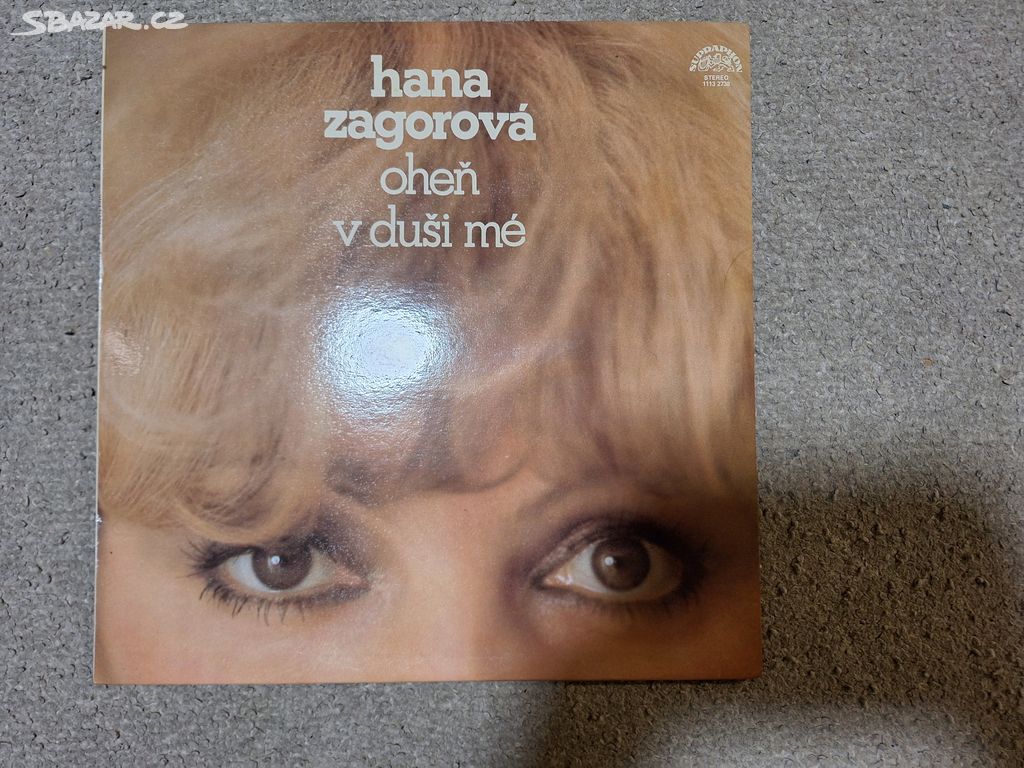 SBAZAR.CZ
hana
zagorová
oheň
v duši mé
SUPRAPHON
STEREO
1113 2738